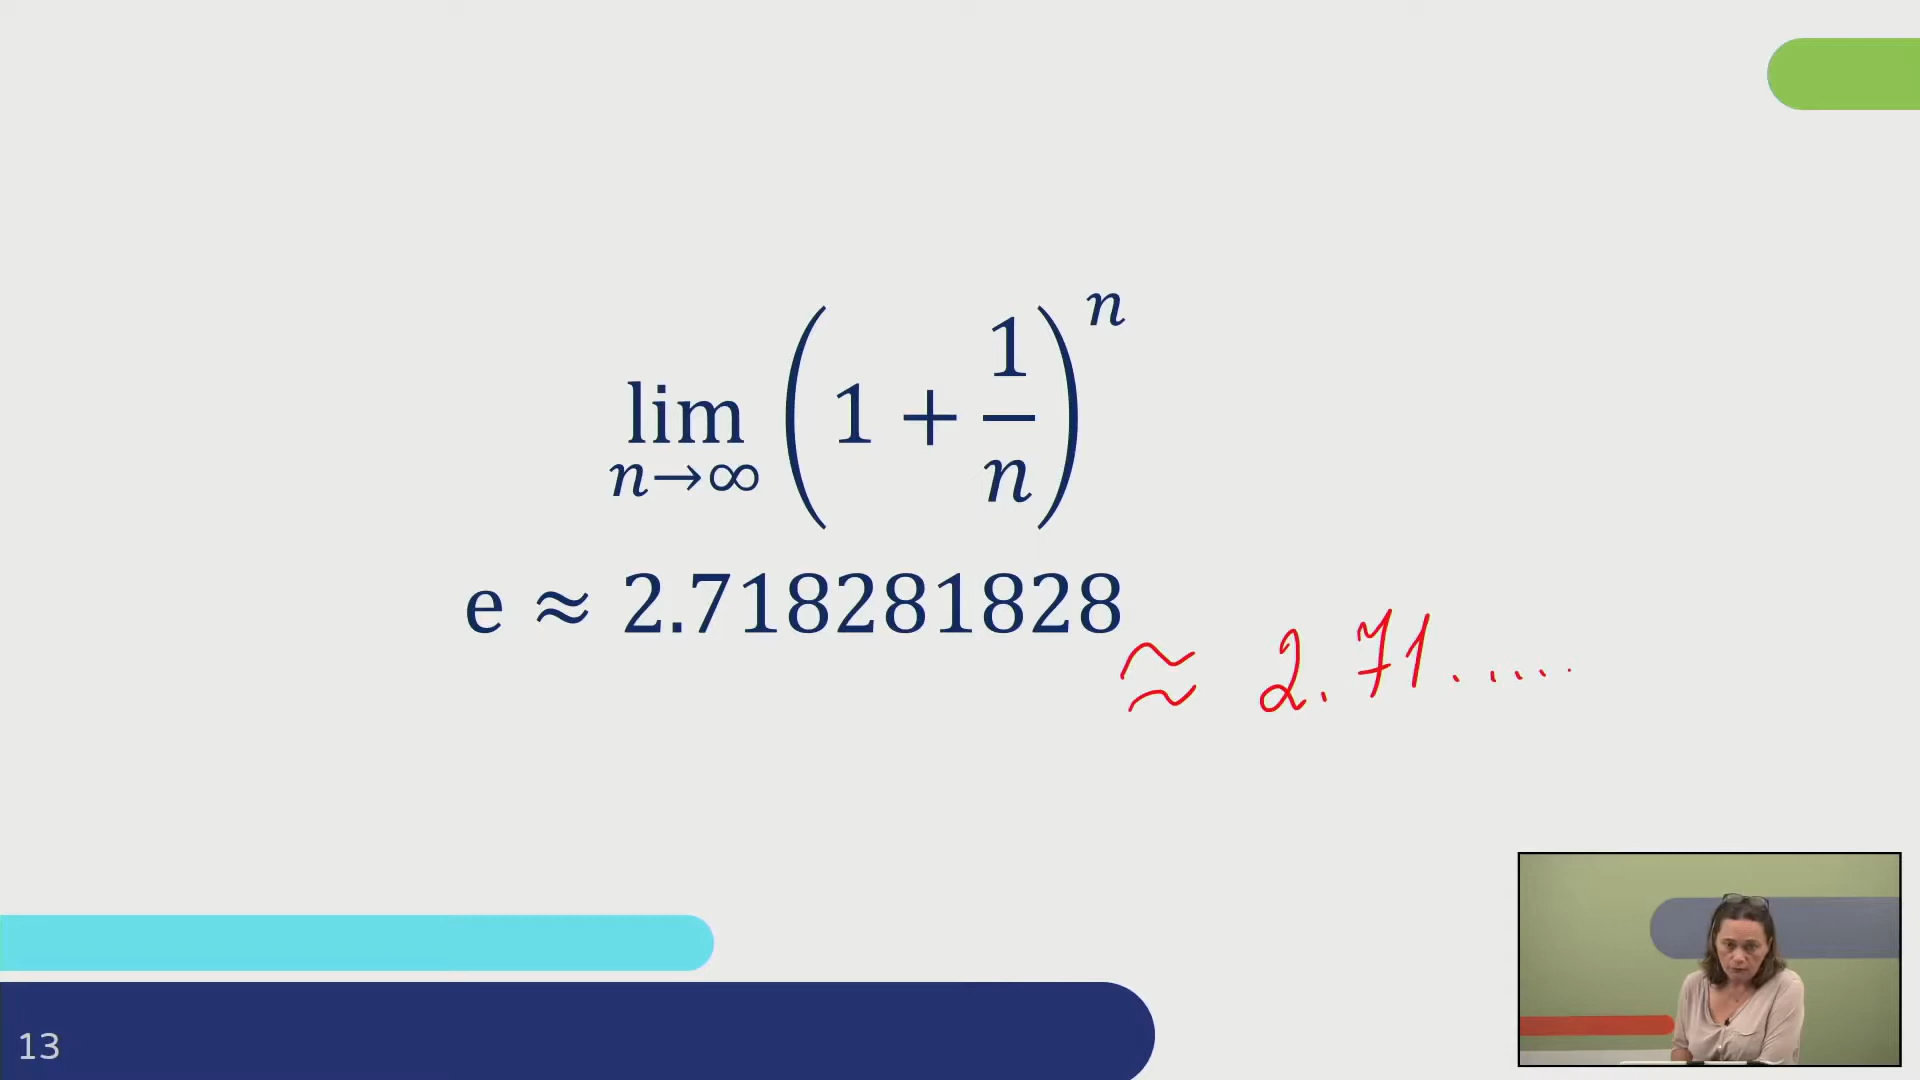 lim n→∞ (1 + 1/n)^n
e ≈ 2.718281828
≈ 2.71.....
13